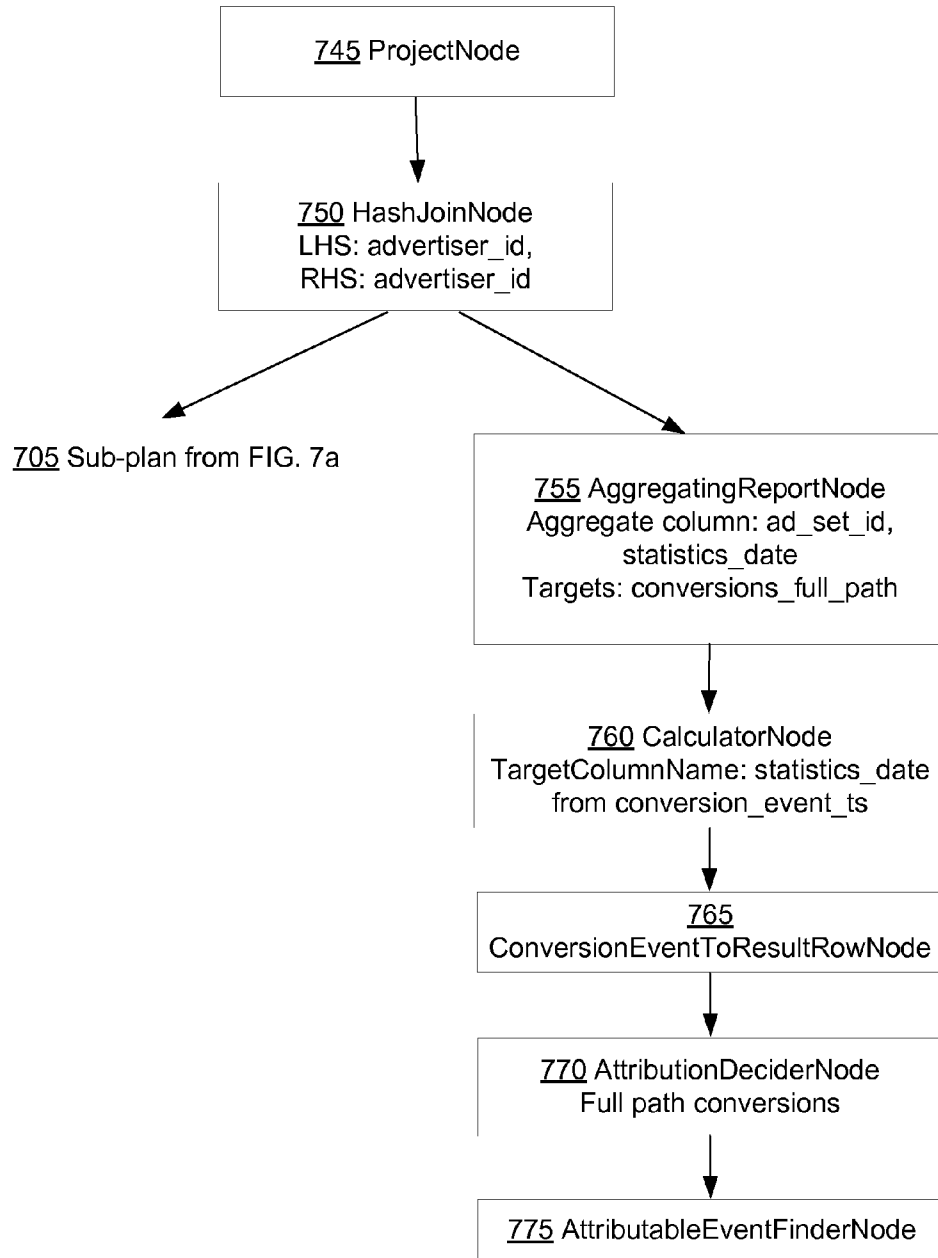 745 ProjectNode
750 HashJoinNode
LHS: advertiser_id,
RHS: advertiser_id
705 Sub-plan from FIG. 7a
755 AggregatingReportNode
Aggregate column: ad_set_id,
statistics_date
Targets: conversions_full_path
760 CalculatorNode
TargetColumnName: statistics_date
from conversion_event_ts
765
ConversionEventToResultRowNode
770 AttributionDeciderNode
Full path conversions
775 AttributableEventFinderNode